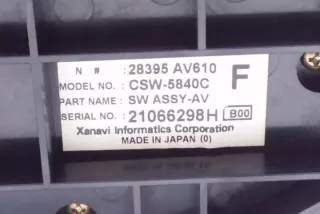 N # : 28395 AV610
F
MODEL NO. : CSW-5840C
PART NAME : SW ASSY-AV
SERIAL NO. : 21066298H B00
Xanavi Informatics Corporation
MADE IN JAPAN (0)